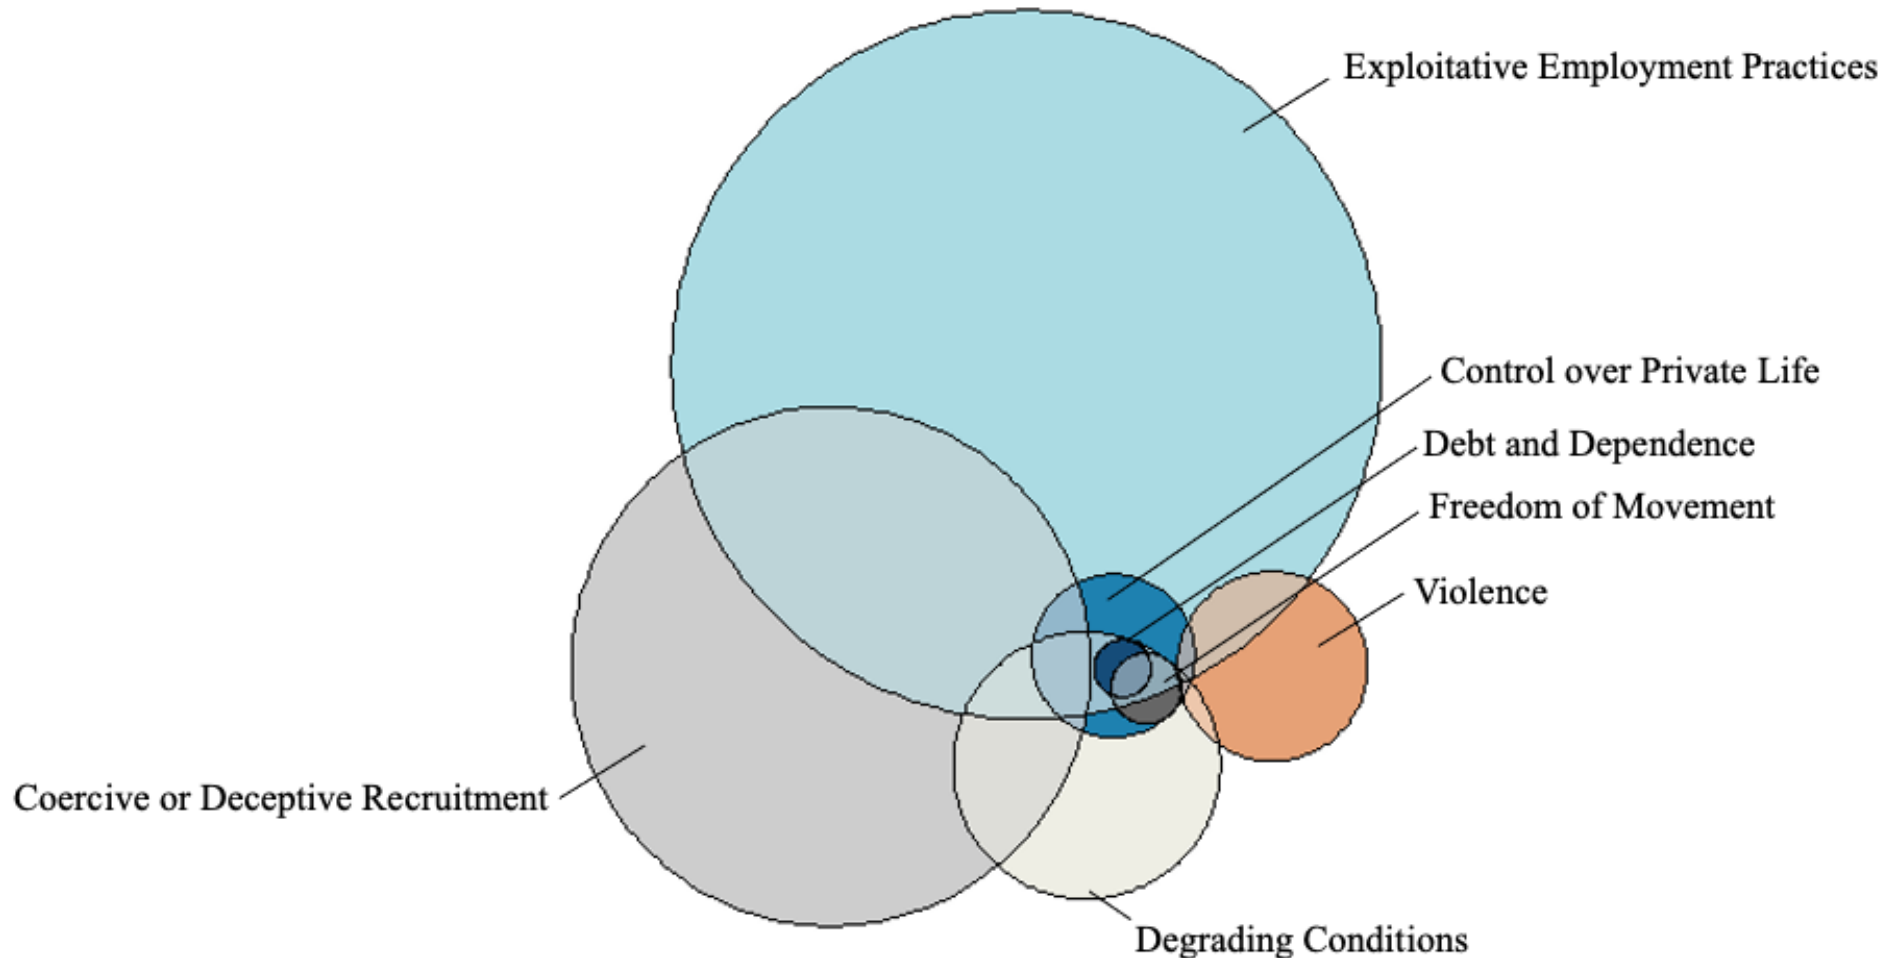 Exploitative Employment Practices
Control over Private Life
Debt and Dependence
Freedom of Movement
Violence
Coercive or Deceptive Recruitment
Degrading Conditions